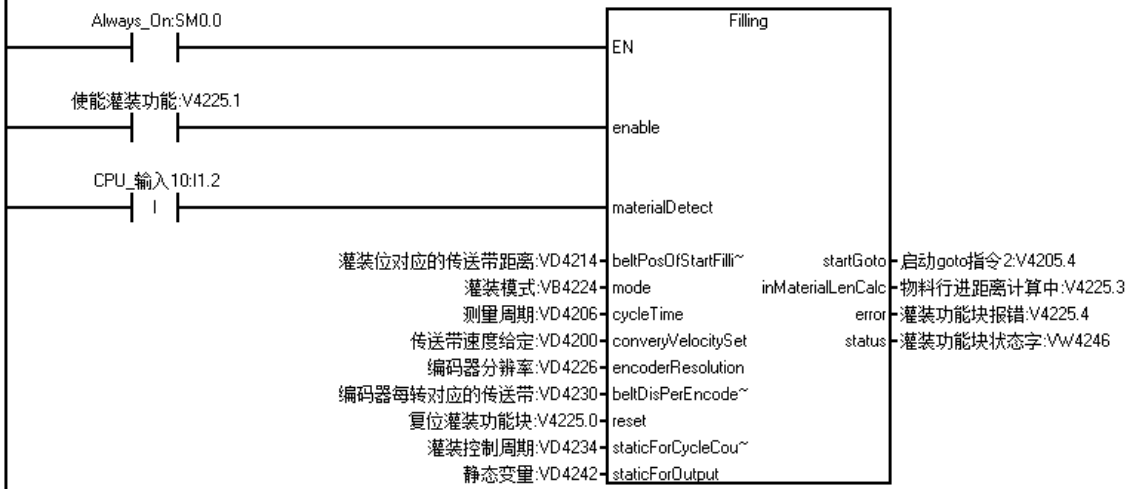 Always_On:SM0.0
Filling
EN
使能灌装功能:V4225.1
enable
CPU_输入10:I1.2
I
materialDetect
灌装位对应的传送带距离:VD4214 beltPosOfStartFilli~ startGoto 启动goto指令2:V4205.4
灌装模式:VB4224 mode inMaterialLenCalc 物料行进距离计算中:V4225.3
测量周期:VD4206 cycleTime error 灌装功能块报错:V4225.4
传送带速度给定:VD4200 converyVelocitySet status 灌装功能块状态字:VW4246
编码器分辨率:VD4226 encoderResolution
编码器每转对应的传送带:VD4230 beltDisPerEncode~
复位灌装功能块:V4225.0 reset
灌装控制周期:VD4234 staticForCycleCou~
静态变量:VD4242 staticForOutput